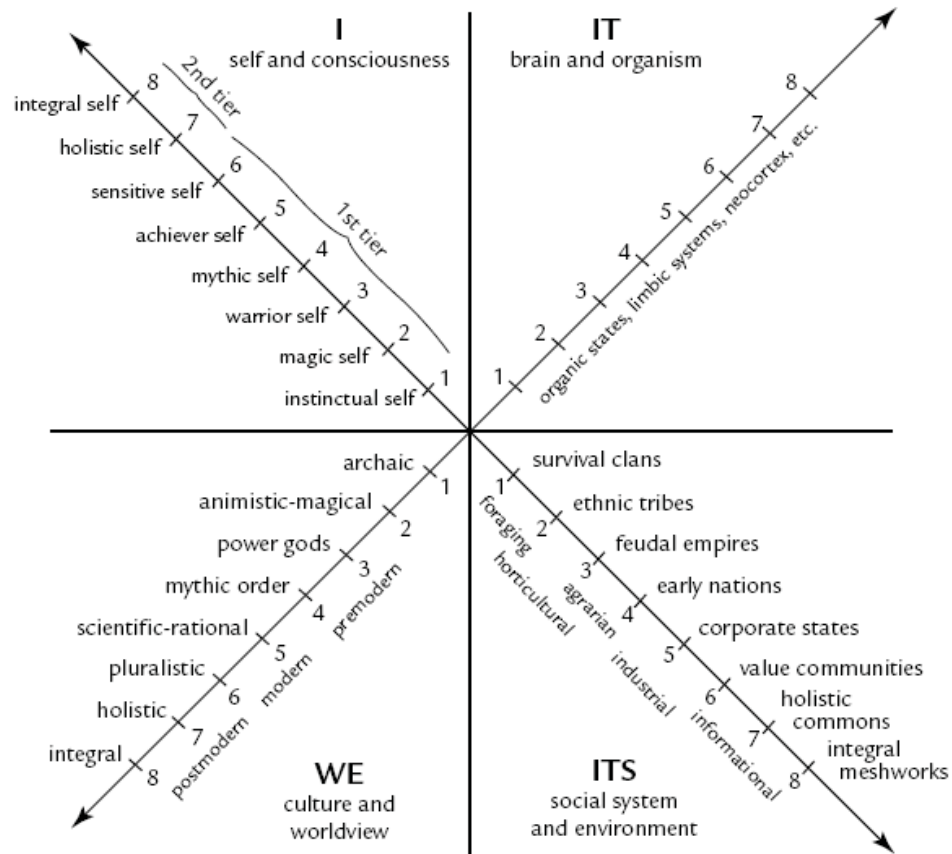 I
self and consciousness
2nd tier
1st tier
8
integral self
7
holistic self
6
sensitive self
5
achiever self
4
mythic self
3
warrior self
2
magic self
1
instinctual self
IT
brain and organism
8
7
6
5
4
3
2
1
organic states, limbic systems, neocortex, etc.
archaic
1
animistic-magical
2
power gods
3
mythic order
4
scientific-rational
5
pluralistic
6
holistic
7
integral
8
premodern
modern
postmodern
WE
culture and
worldview
survival clans
1
ethnic tribes
2
feudal empires
3
early nations
4
corporate states
5
value communities
6
holistic
commons
7
integral
meshworks
8
foraging
horticultural
agrarian
industrial
informational
ITS
social system
and environment